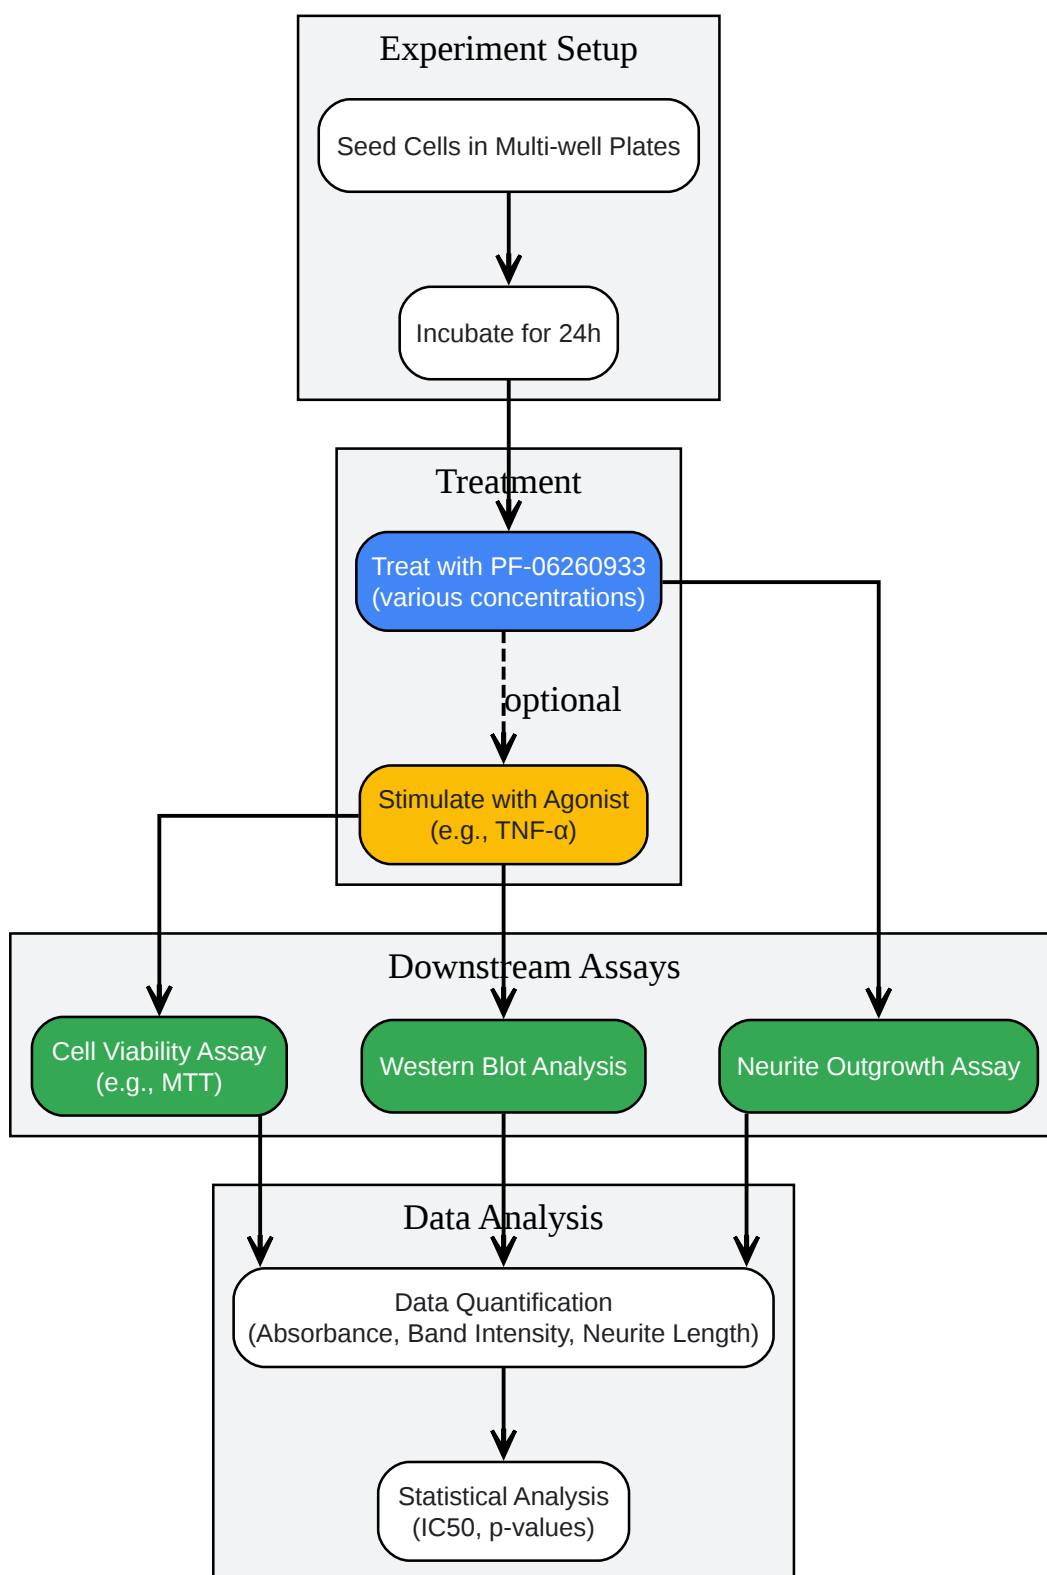 Experiment Setup
Seed Cells in Multi-well Plates
Incubate for 24h
Treatment
Treat with PF-06260933
(various concentrations)
optional
Stimulate with Agonist
(e.g., TNF-α)
Downstream Assays
Cell Viability Assay
(e.g., MTT)
Western Blot Analysis
Neurite Outgrowth Assay
Data Analysis
Data Quantification
(Absorbance, Band Intensity, Neurite Length)
Statistical Analysis
(IC50, p-values)